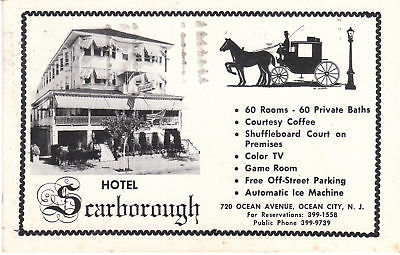 • 60 Rooms - 60 Private Baths
• Courtesy Coffee
• Shuffleboard Court on
Premises
• Color TV
• Game Room
• Free Off-Street Parking
• Automatic Ice Machine
HOTEL
Scarborough
720 OCEAN AVENUE, OCEAN CITY, N. J.
For Reservations: 399-1558
Public Phone 399-9739